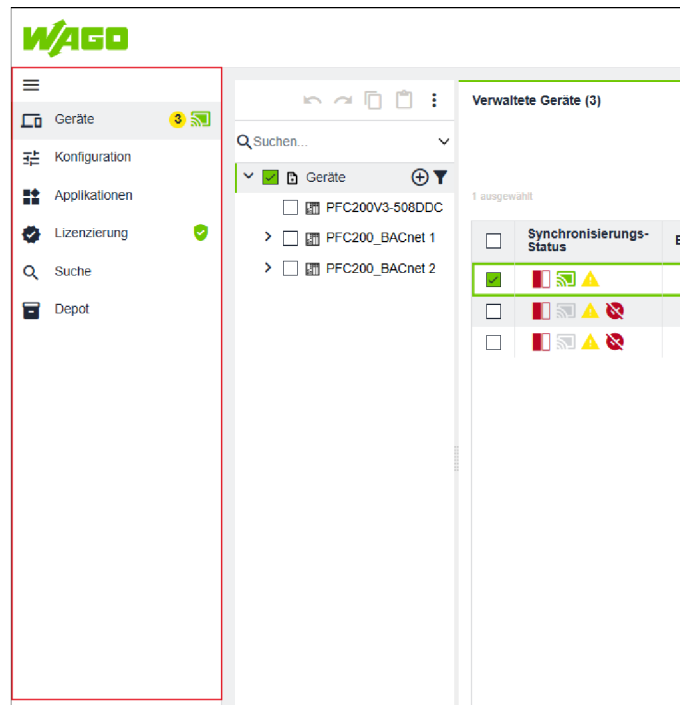 WAGO
Geräte 3
Konfiguration
Applikationen
Lizenzierung
Suche
Depot
Suchen...
Geräte
PFC200V3-508DDC
PFC200_BACnet 1
PFC200_BACnet 2
Verwaltete Geräte (3)
1 ausgewählt
Synchronisierungs-
Status